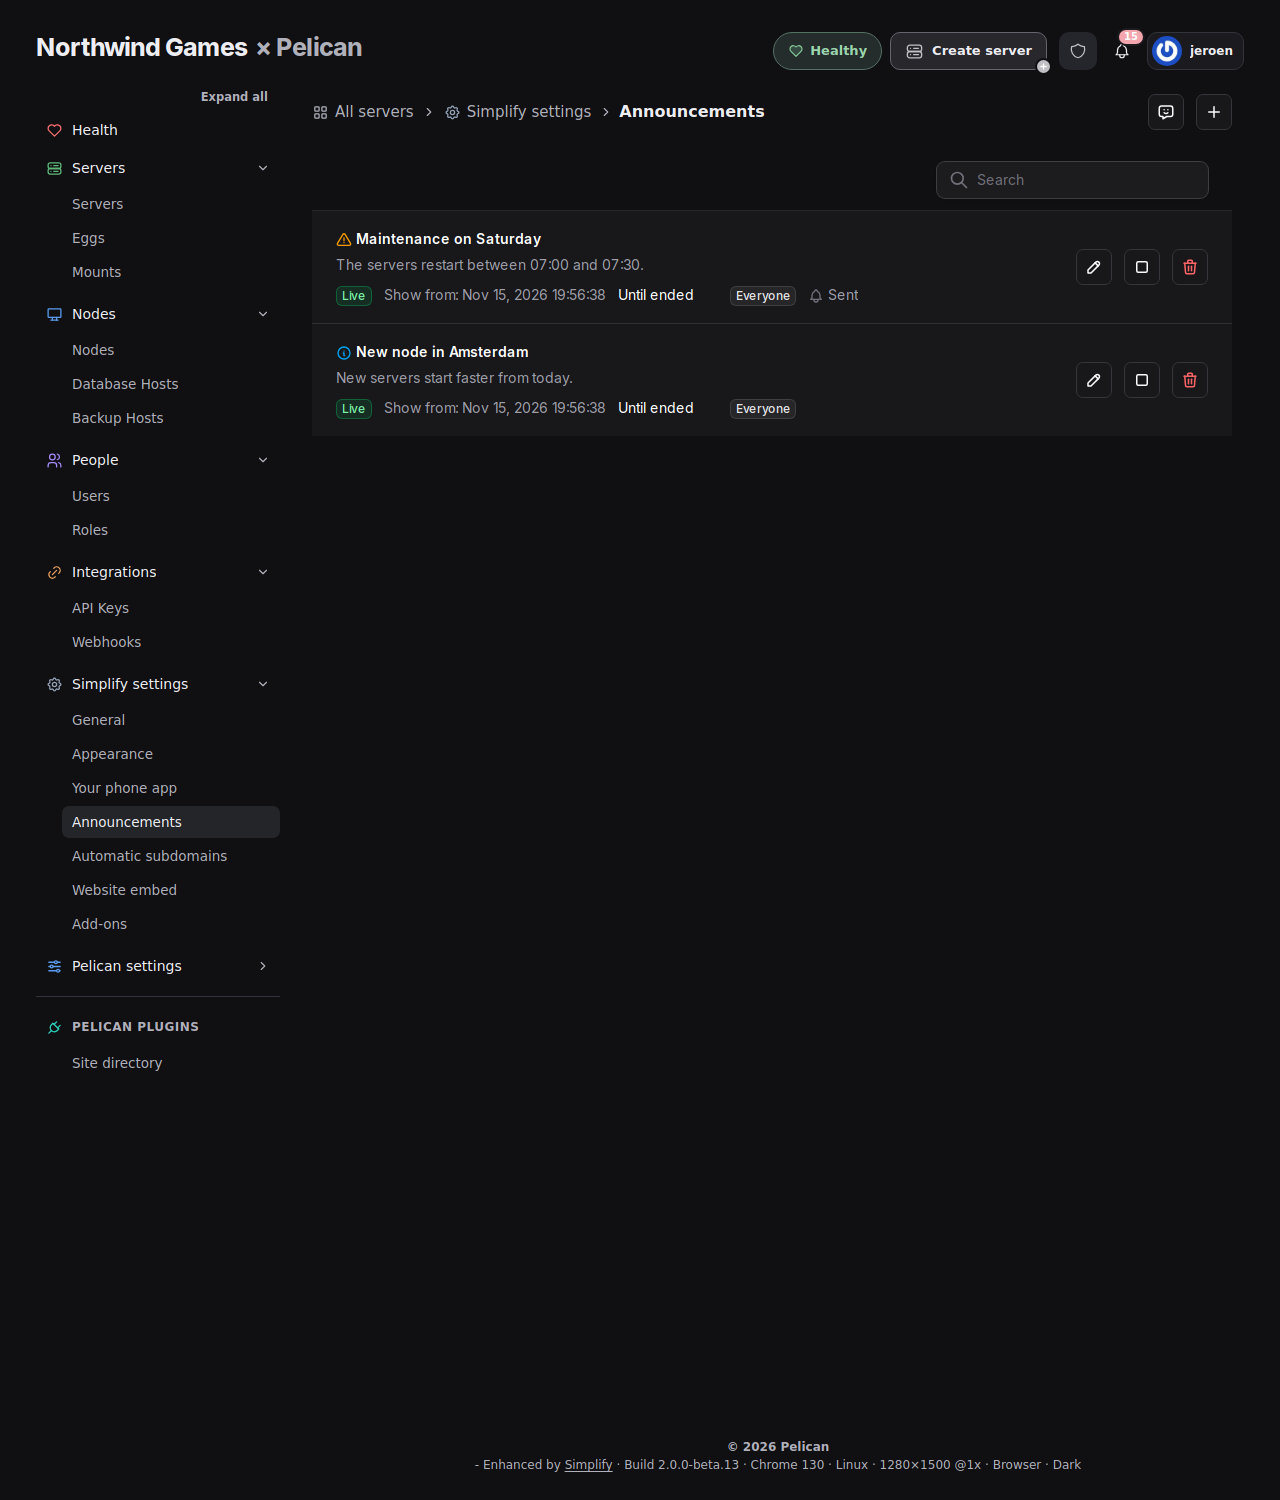 Northwind Games × Pelican
Healthy
Create server
15
jeroen
Expand all
Health
Servers
Servers
Eggs
Mounts
Nodes
Nodes
Database Hosts
Backup Hosts
People
Users
Roles
Integrations
API Keys
Webhooks
Simplify settings
General
Appearance
Your phone app
Announcements
Automatic subdomains
Website embed
Add-ons
Pelican settings
PELICAN PLUGINS
Site directory
All servers > Simplify settings > Announcements
Search
Maintenance on Saturday
The servers restart between 07:00 and 07:30.
Live Show from: Nov 15, 2026 19:56:38 Until ended Everyone Sent
New node in Amsterdam
New servers start faster from today.
Live Show from: Nov 15, 2026 19:56:38 Until ended Everyone
© 2026 Pelican
- Enhanced by Simplify · Build 2.0.0-beta.13 · Chrome 130 · Linux · 1280×1500 @1x · Browser · Dark